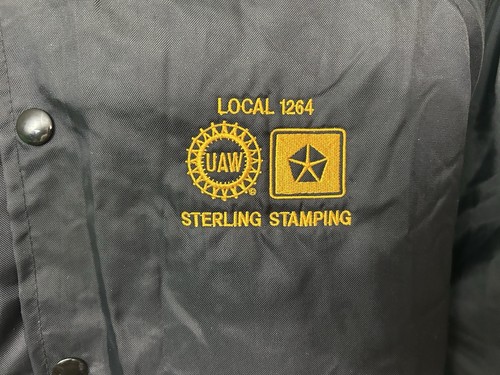 LOCAL 1264
UAW
®
STERLING STAMPING